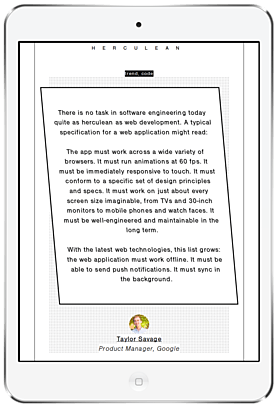 HERCULEAN
trend, code
There is no task in software engineering today
quite as herculean as web development. A typical
specification for a web application might read:
The app must work across a wide variety of
browsers. It must run animations at 60 fps. It
must be immediately responsive to touch. It must
conform to a specific set of design principles
and specs. It must work on just about every
screen size imaginable, from TVs and 30-inch
monitors to mobile phones and watch faces. It
must be well-engineered and maintainable in the
long term.
With the latest web technologies, this list grows:
the web application must work offline. It must be
able to send push notifications. It must sync in
the background.
Taylor Savage
Product Manager, Google